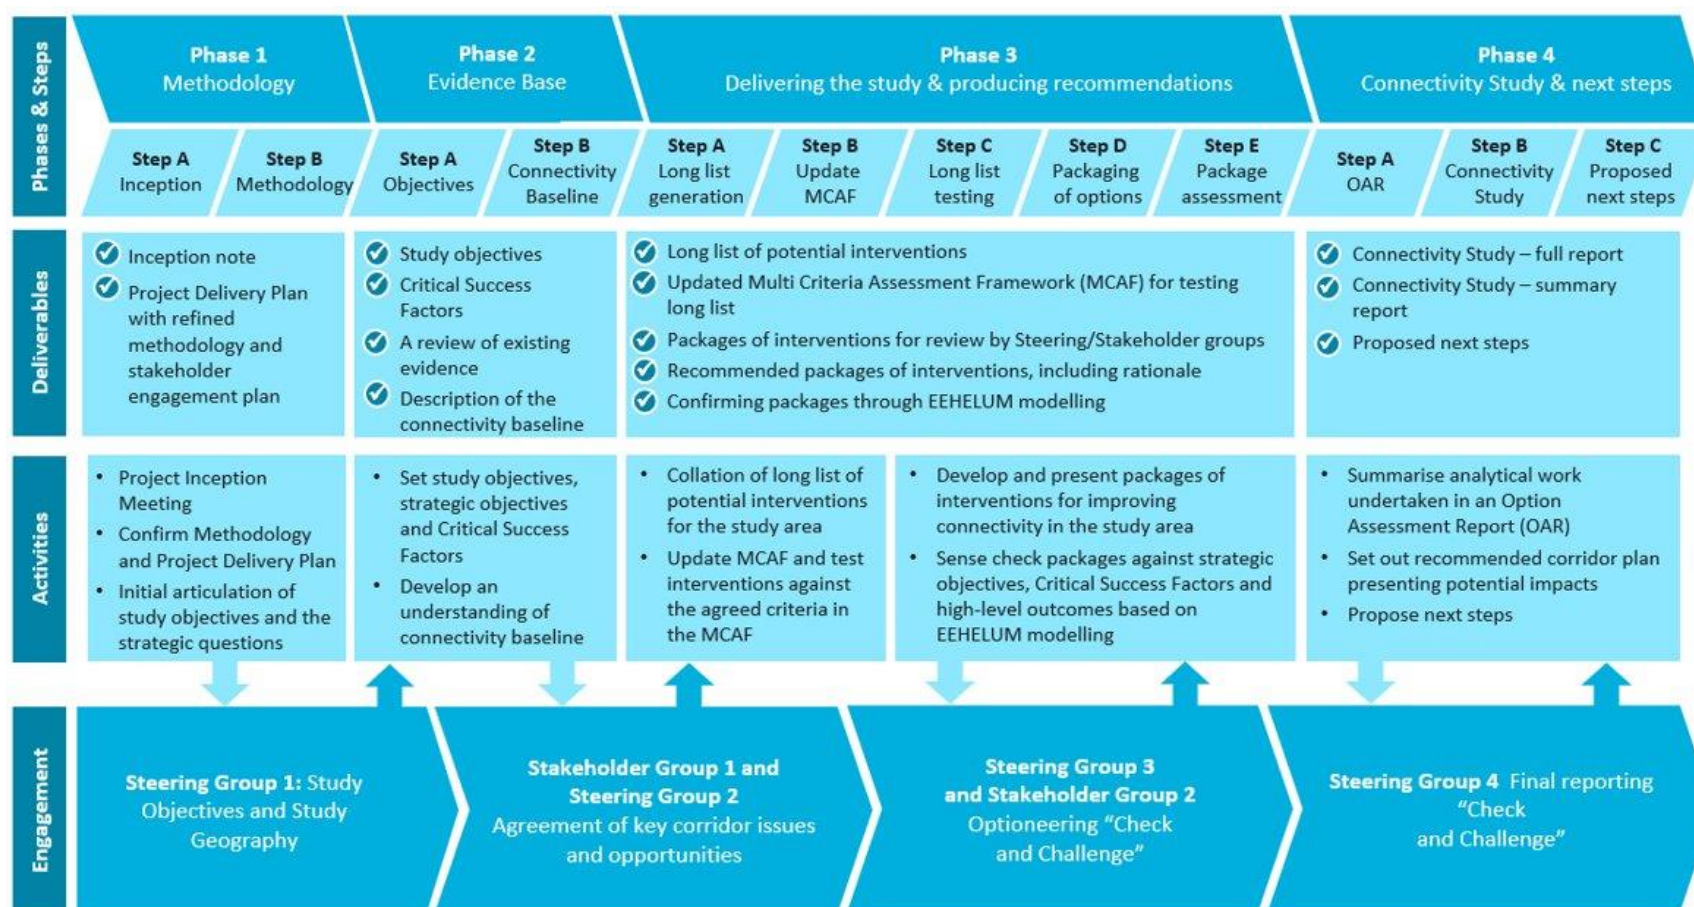 Phases & Steps
Phase 1
Methodology
Phase 2
Evidence Base
Phase 3
Delivering the study & producing recommendations
Phase 4
Connectivity Study & next steps
Step A
Inception
Step B
Methodology
Step A
Objectives
Step B
Connectivity
Baseline
Step A
Long list
generation
Step B
Update
MCAF
Step C
Long list
testing
Step D
Packaging
of options
Step E
Package
assessment
Step A
OAR
Step B
Connectivity
Study
Step C
Proposed
next steps
Deliverables
Inception note
Project Delivery Plan
with refined
methodology and
stakeholder
engagement plan
Study objectives
Critical Success
Factors
A review of existing
evidence
Description of the
connectivity baseline
Long list of potential interventions
Updated Multi Criteria Assessment Framework (MCAF) for testing
long list
Packages of interventions for review by Steering/Stakeholder groups
Recommended packages of interventions, including rationale
Confirming packages through EEHELUM modelling
Connectivity Study – full report
Connectivity Study – summary
report
Proposed next steps
Activities
• Project Inception
Meeting
• Confirm Methodology
and Project Delivery Plan
• Initial articulation of
study objectives and the
strategic questions
• Set study objectives,
strategic objectives
and Critical Success
Factors
• Develop an
understanding of
connectivity baseline
• Collation of long list of
potential interventions
for the study area
• Update MCAF and test
interventions against
the agreed criteria in
the MCAF
• Develop and present packages of
interventions for improving
connectivity in the study area
• Sense check packages against strategic
objectives, Critical Success Factors and
high-level outcomes based on
EEHELUM modelling
• Summarise analytical work
undertaken in an Option
Assessment Report (OAR)
• Set out recommended corridor plan
presenting potential impacts
• Propose next steps
Engagement
Steering Group 1: Study
Objectives and Study
Geography
Stakeholder Group 1 and
Steering Group 2
Agreement of key corridor issues
and opportunities
Steering Group 3
and Stakeholder Group 2
Optioneering “Check
and Challenge”
Steering Group 4 Final reporting
“Check
and Challenge”